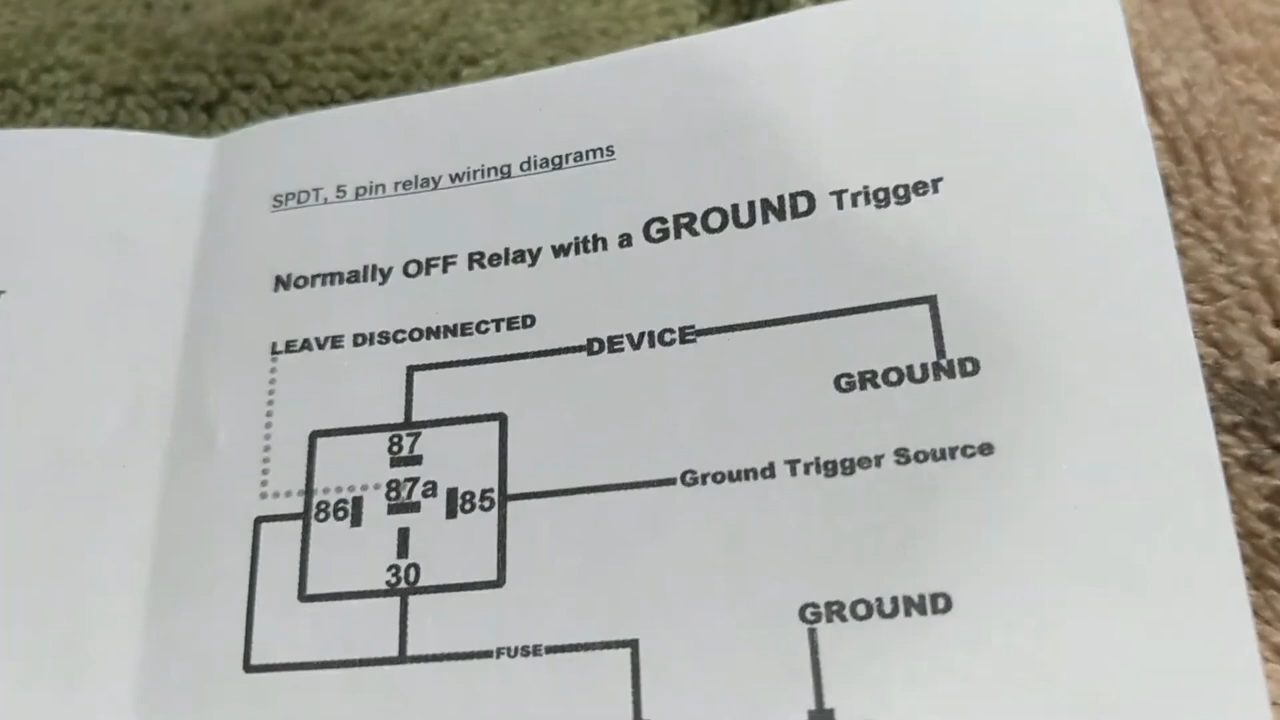 SPDT, 5 pin relay wiring diagrams
Normally OFF Relay with a GROUND Trigger
LEAVE DISCONNECTED
DEVICE
GROUND
87
87a
86
85
Ground Trigger Source
30
GROUND
FUSE